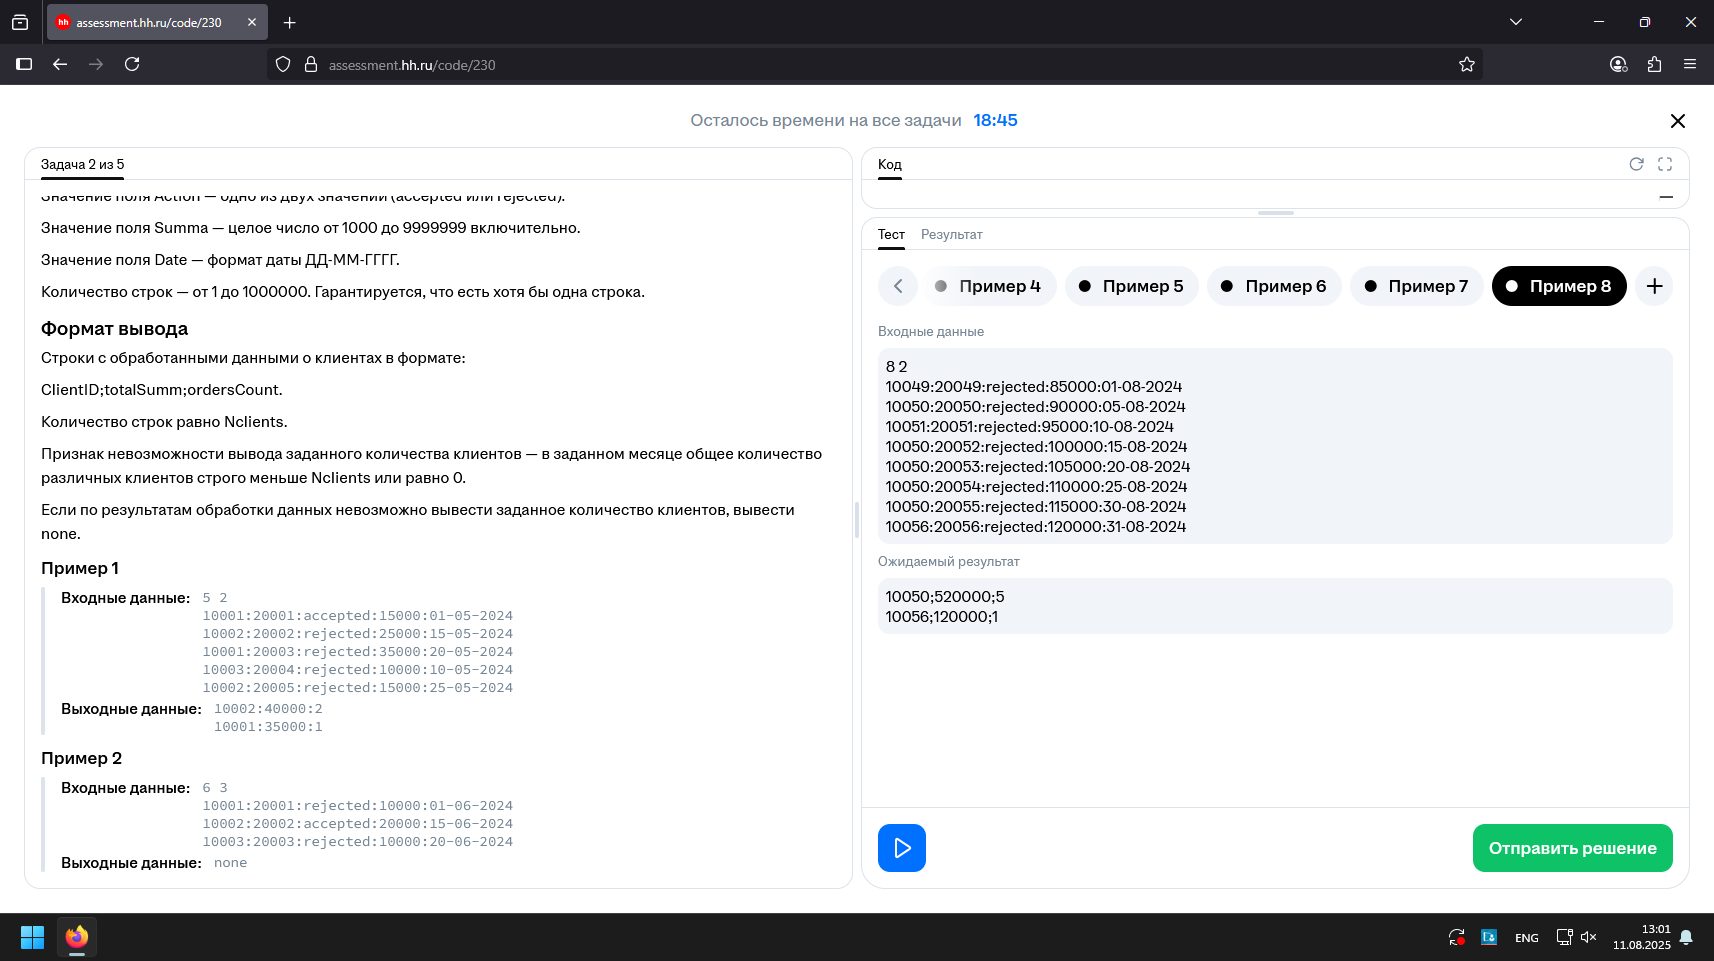 assessment.hh.ru/code/230
assessment.hh.ru/code/230
Осталось времени на все задачи 18:45
Задача 2 из 5
Значение поля Action — одно из двух значений (accepted или rejected).
Значение поля Summa — целое число от 1000 до 9999999 включительно.
Значение поля Date — формат даты ДД-ММ-ГГГГ.
Количество строк — от 1 до 1000000. Гарантируется, что есть хотя бы одна строка.
Формат вывода
Строки с обработанными данными о клиентах в формате:
ClientID;totalSumm;ordersCount.
Количество строк равно Nclients.
Признак невозможности вывода заданного количества клиентов — в заданном месяце общее количество
различных клиентов строго меньше Nclients или равно 0.
Если по результатам обработки данных невозможно вывести заданное количество клиентов, вывести
none.
Пример 1
Входные данные: 5 2
10001:20001:accepted:15000:01-05-2024
10002:20002:rejected:25000:15-05-2024
10001:20003:rejected:35000:20-05-2024
10003:20004:rejected:10000:10-05-2024
10002:20005:rejected:15000:25-05-2024
Выходные данные: 10002:40000:2
10001:35000:1
Пример 2
Входные данные: 6 3
10001:20001:rejected:10000:01-06-2024
10002:20002:accepted:20000:15-06-2024
10003:20003:rejected:10000:20-06-2024
Выходные данные: none
Код
Тест Результат
Пример 4 Пример 5 Пример 6 Пример 7 Пример 8
Входные данные
8 2
10049:20049:rejected:85000:01-08-2024
10050:20050:rejected:90000:05-08-2024
10051:20051:rejected:95000:10-08-2024
10050:20052:rejected:100000:15-08-2024
10050:20053:rejected:105000:20-08-2024
10050:20054:rejected:110000:25-08-2024
10050:20055:rejected:115000:30-08-2024
10056:20056:rejected:120000:31-08-2024
Ожидаемый результат
10050;520000;5
10056;120000;1
Отправить решение
ENG
13:01
11.08.2025